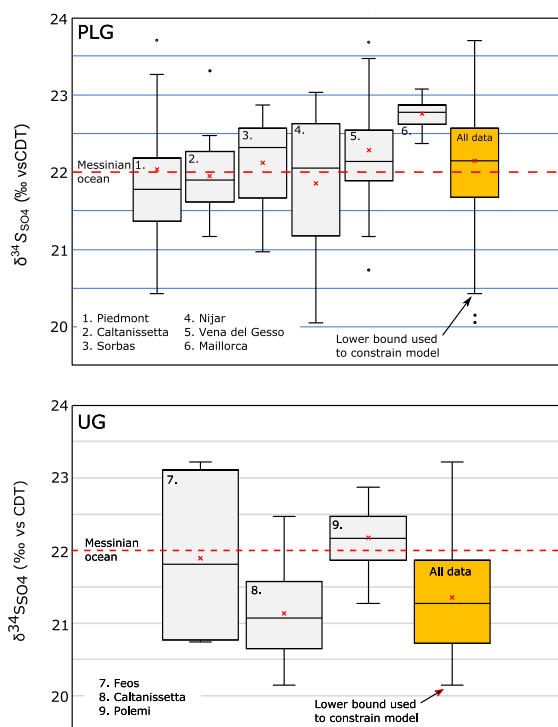 PLG
24
23
22
21
20
δ34SSO4 (‰ vsCDT)
Messinian
ocean
1.
2.
3.
4.
5.
6.
All data
1. Piedmont
2. Caltanissetta
3. Sorbas
4. Nijar
5. Vena del Gesso
6. Maillorca
Lower bound used
to constrain model
UG
24
23
22
21
20
δ34SSO4 (‰ vs CDT)
Messinian
ocean
7.
8.
9.
All data
7. Feos
8. Caltanissetta
9. Polemi
Lower bound used
to constrain model